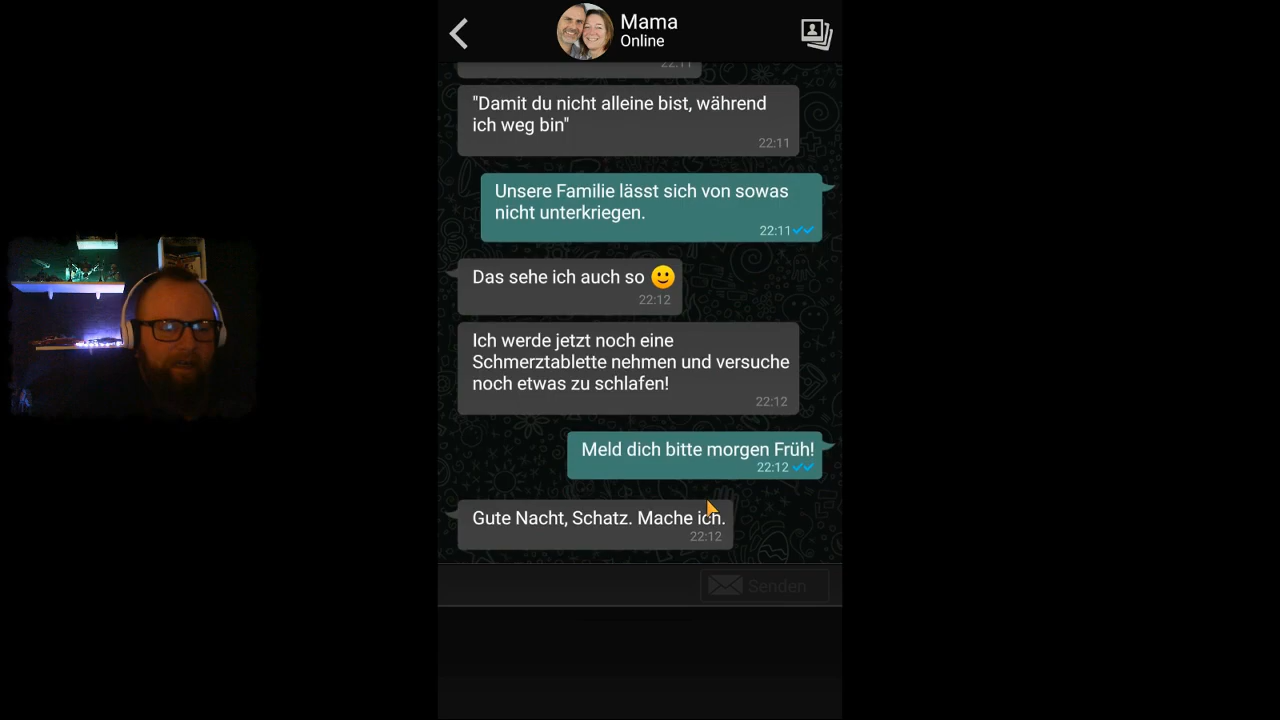 Mama
Online
22:11
"Damit du nicht alleine bist, während
ich weg bin"
22:11
Unsere Familie lässt sich von sowas
nicht unterkriegen.
22:11
Das sehe ich auch so
22:12
Ich werde jetzt noch eine
Schmerztablette nehmen und versuche
noch etwas zu schlafen!
22:12
Meld dich bitte morgen Früh!
22:12
Gute Nacht, Schatz. Mache ich.
22:12
Senden